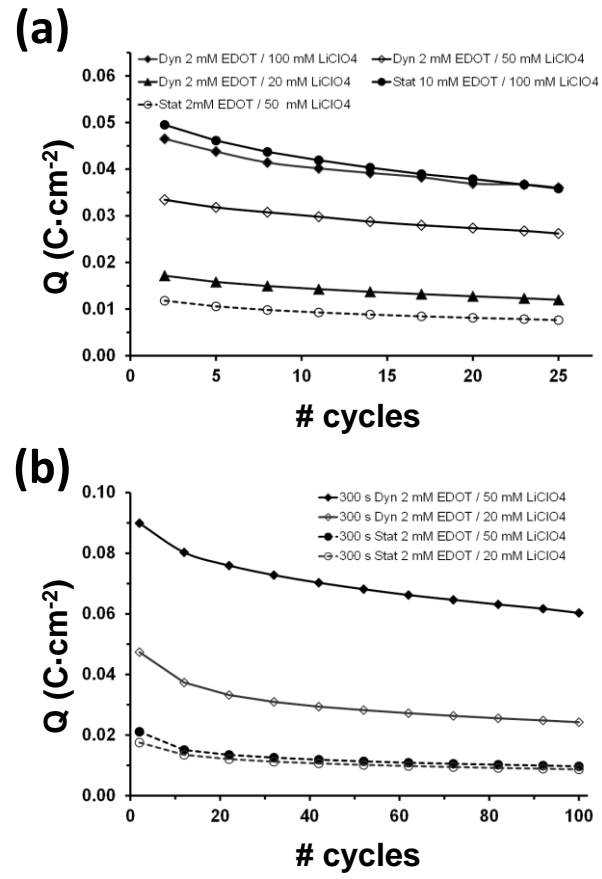 (a)
Dyn 2 mM EDOT / 100 mM LiClO4
Dyn 2 mM EDOT / 50 mM LiClO4
Dyn 2 mM EDOT / 20 mM LiClO4
Stat 10 mM EDOT / 100 mM LiClO4
Stat 2mM EDOT / 50 mM LiClO4
0.06
0.05
0.04
0.03
0.02
0.01
0.00
Q (C·cm-2)
0 5 10 15 20 25
# cycles
(b)
300 s Dyn 2 mM EDOT / 50 mM LiClO4
300 s Dyn 2 mM EDOT / 20 mM LiClO4
300 s Stat 2 mM EDOT / 50 mM LiClO4
300 s Stat 2 mM EDOT / 20 mM LiClO4
0.10
0.08
0.06
0.04
0.02
0.00
Q (C·cm-2)
0 20 40 60 80 100
# cycles